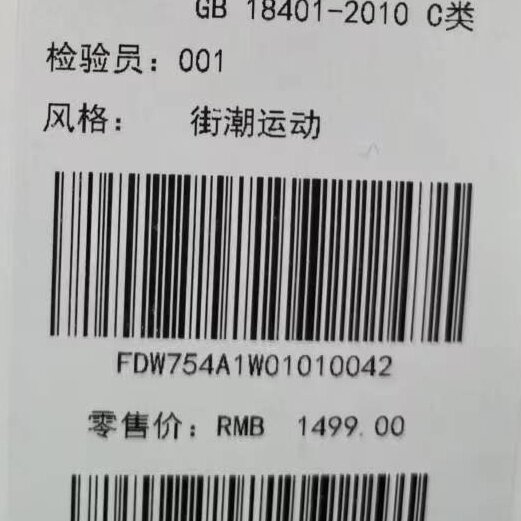 GB 18401-2010 C类
检验员：001
风格： 街潮运动
FDW754A1W01010042
零售价：RMB 1499.00